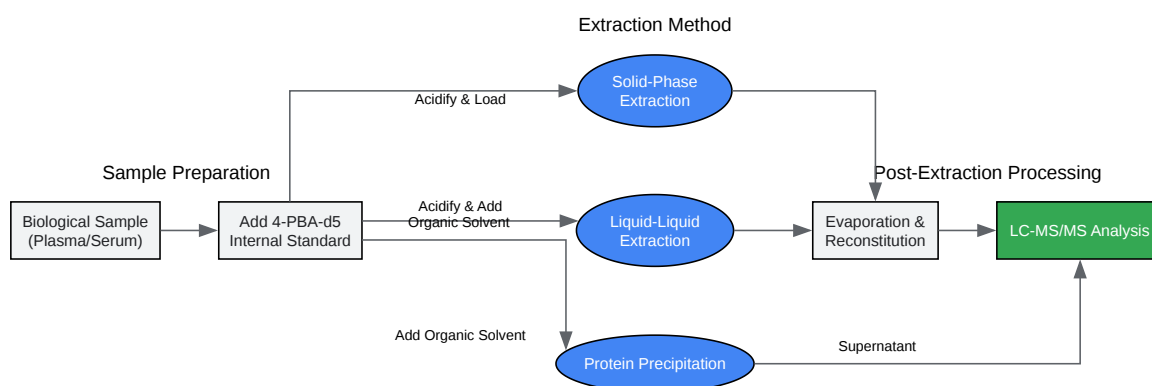 Extraction Method
Solid-Phase
Extraction
Acidify & Load
Sample Preparation
Post-Extraction Processing
Biological Sample
(Plasma/Serum)
Add 4-PBA-d5
Internal Standard
Acidify & Add
Organic Solvent
Liquid-Liquid
Extraction
Evaporation &
Reconstitution
LC-MS/MS Analysis
Add Organic Solvent
Protein Precipitation
Supernatant